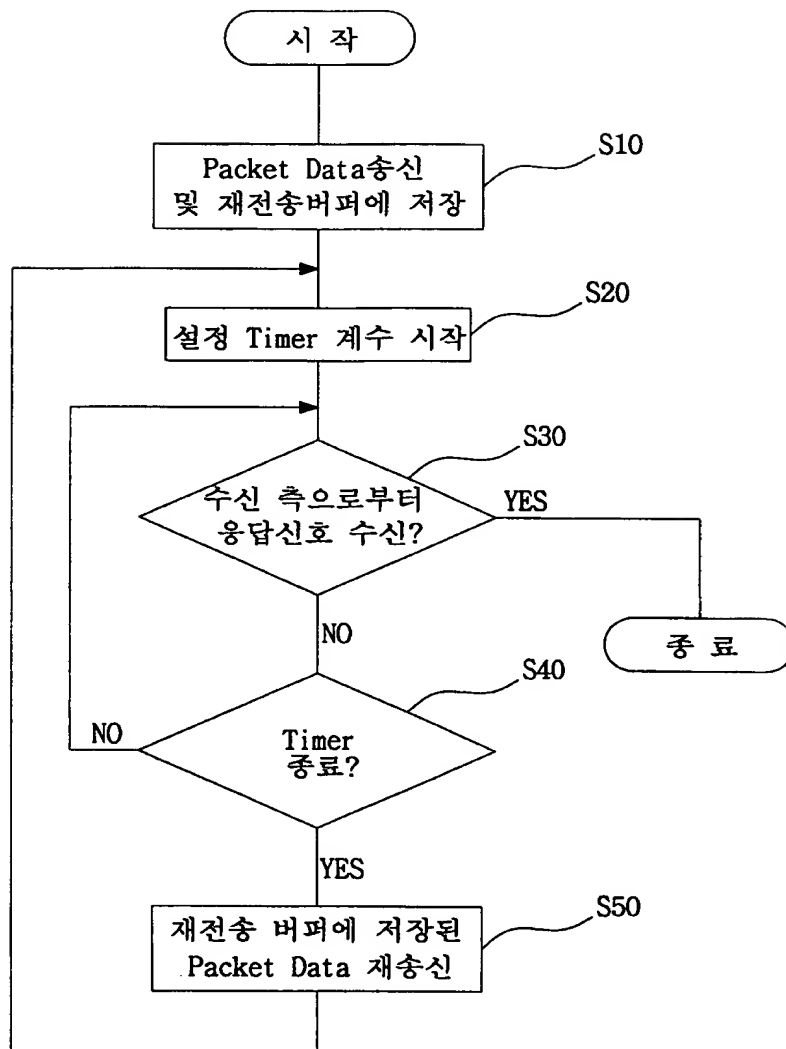 시 작
S10
Packet Data송신
및 재전송버퍼에 저장
S20
설정 Timer 계수 시작
S30
수신 측으로부터
응답신호 수신?
YES
NO
종 료
S40
Timer
종료?
NO
YES
S50
재전송 버퍼에 저장된
Packet Data 재송신